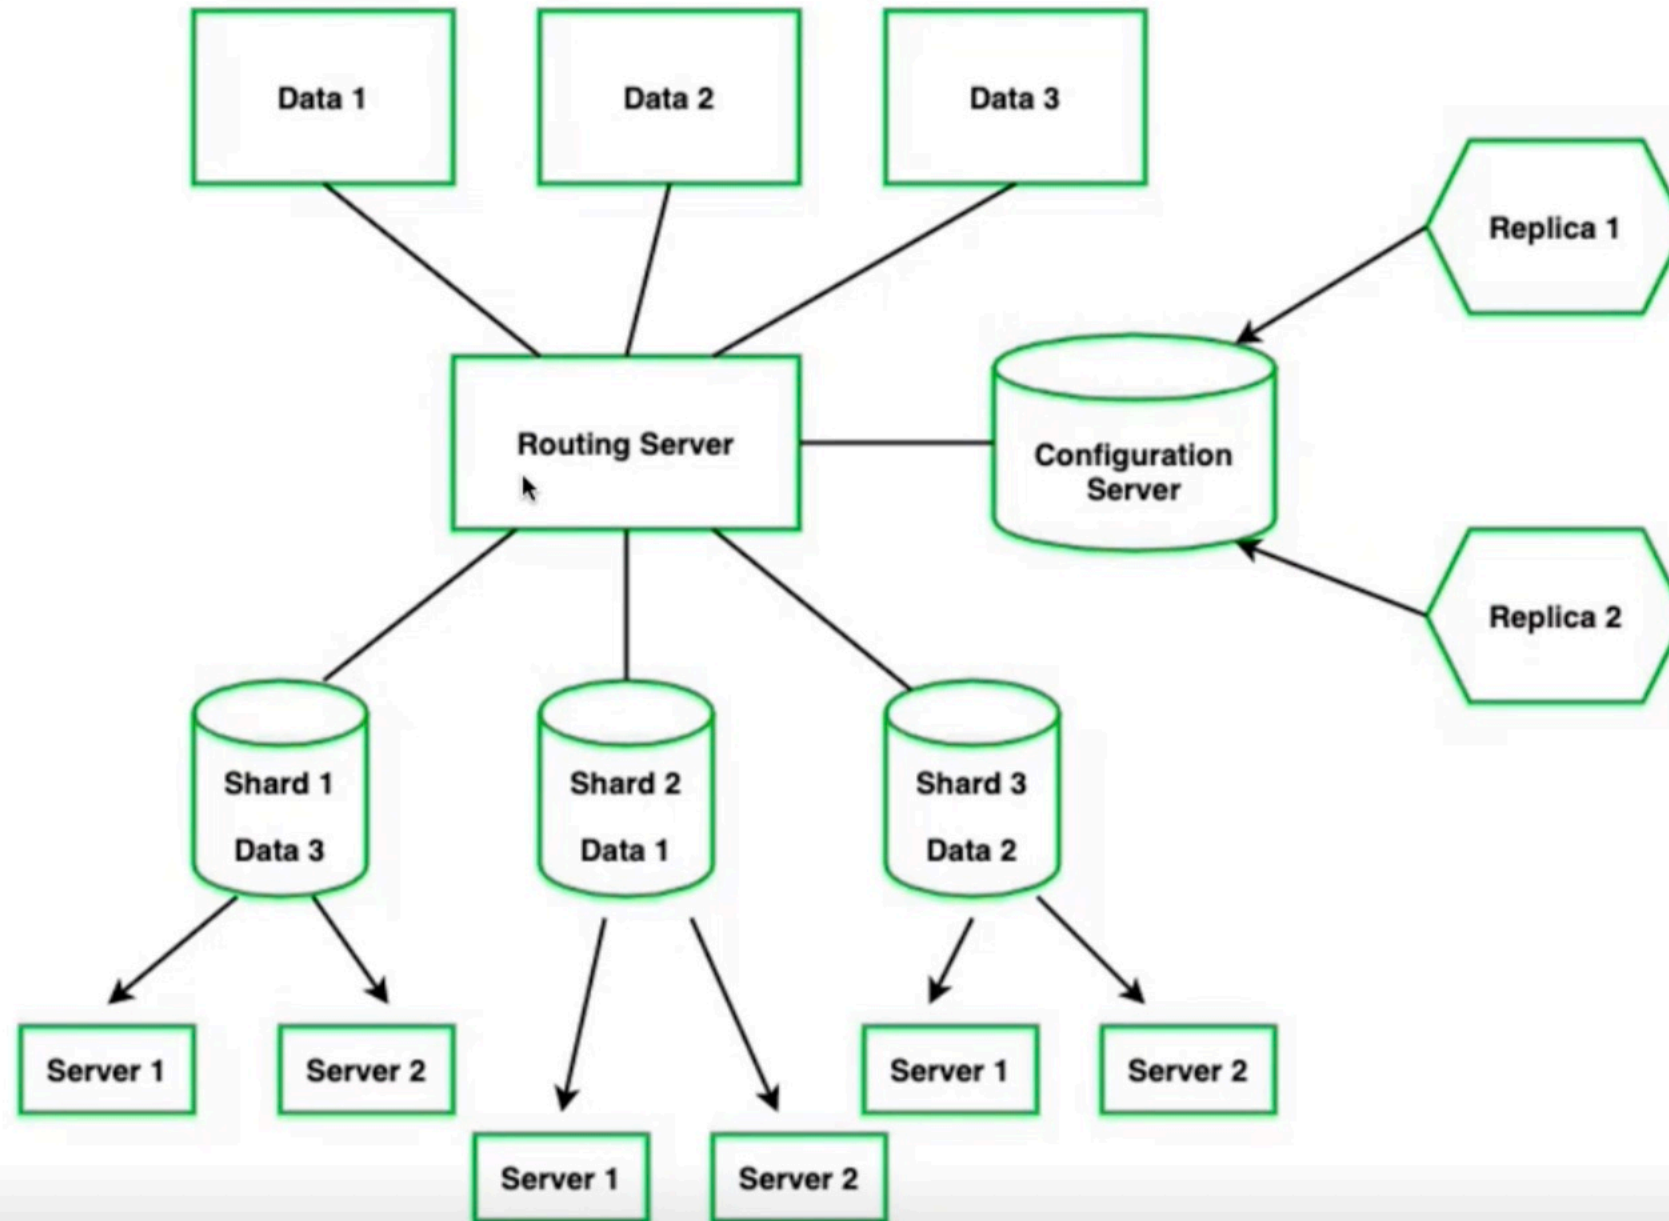 Data 1
Data 2
Data 3
Replica 1
Routing Server
Configuration
Server
Replica 2
Shard 1
Data 3
Shard 2
Data 1
Shard 3
Data 2
Server 1
Server 2
Server 1
Server 2
Server 1
Server 2